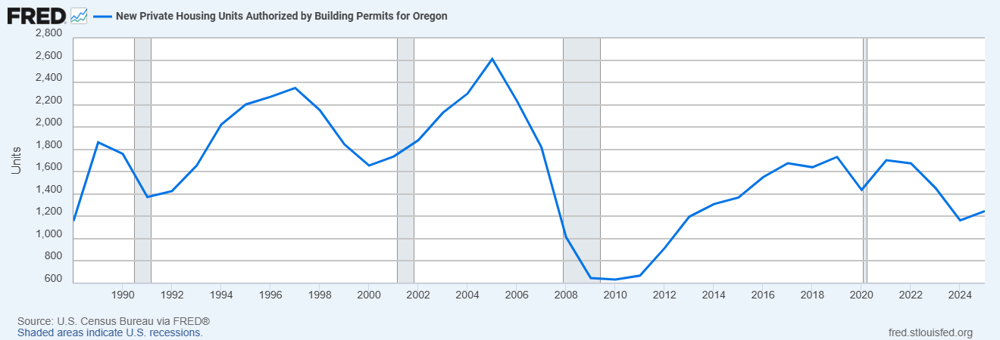 FRED® New Private Housing Units Authorized by Building Permits for Oregon
2,800
2,600
2,400
2,200
2,000
1,800
1,600
1,400
1,200
1,000
800
600
Units
1990 1992 1994 1996 1998 2000 2002 2004 2006 2008 2010 2012 2014 2016 2018 2020 2022 2024
Source: U.S. Census Bureau via FRED®
Shaded areas indicate U.S. recessions.
fred.stlouisfed.org